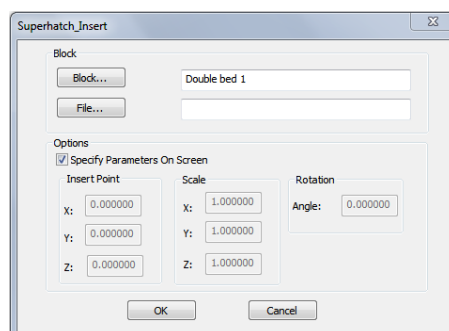 Superhatch_Insert
Block
Block... Double bed 1
File...
Options
Specify Parameters On Screen
Insert Point Scale Rotation
X: 0.000000 X: 1.000000 Angle: 0.000000
Y: 0.000000 Y: 1.000000
Z: 0.000000 Z: 1.000000
OK Cancel